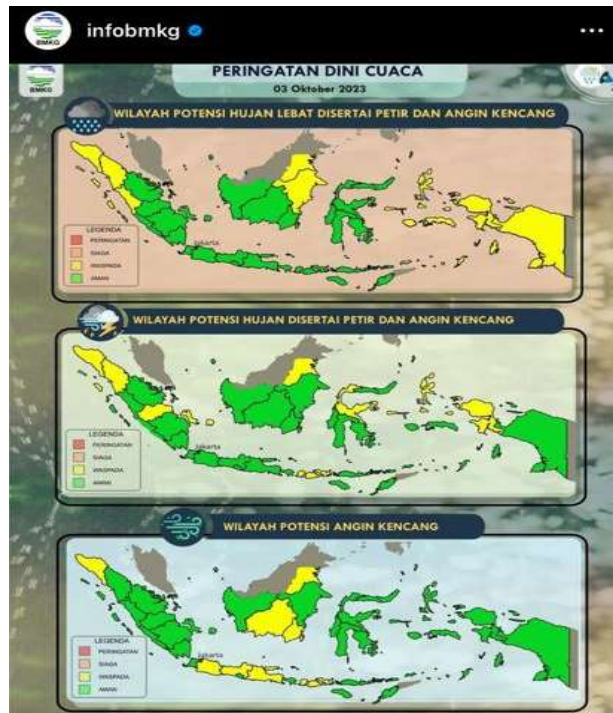 BMKG
infobmkg
BMKG
PERINGATAN DINI CUACA
03 Oktober 2023
WILAYAH POTENSI HUJAN LEBAT DISERTAI PETIR DAN ANGIN KENCANG
Jakarta
LEGENDA
PERINGATAN
SIAGA
WASPADA
AMAN
WILAYAH POTENSI HUJAN DISERTAI PETIR DAN ANGIN KENCANG
Jakarta
LEGENDA
PERINGATAN
SIAGA
WASPADA
AMAN
WILAYAH POTENSI ANGIN KENCANG
Jakarta
LEGENDA
PERINGATAN
SIAGA
WASPADA
AMAN